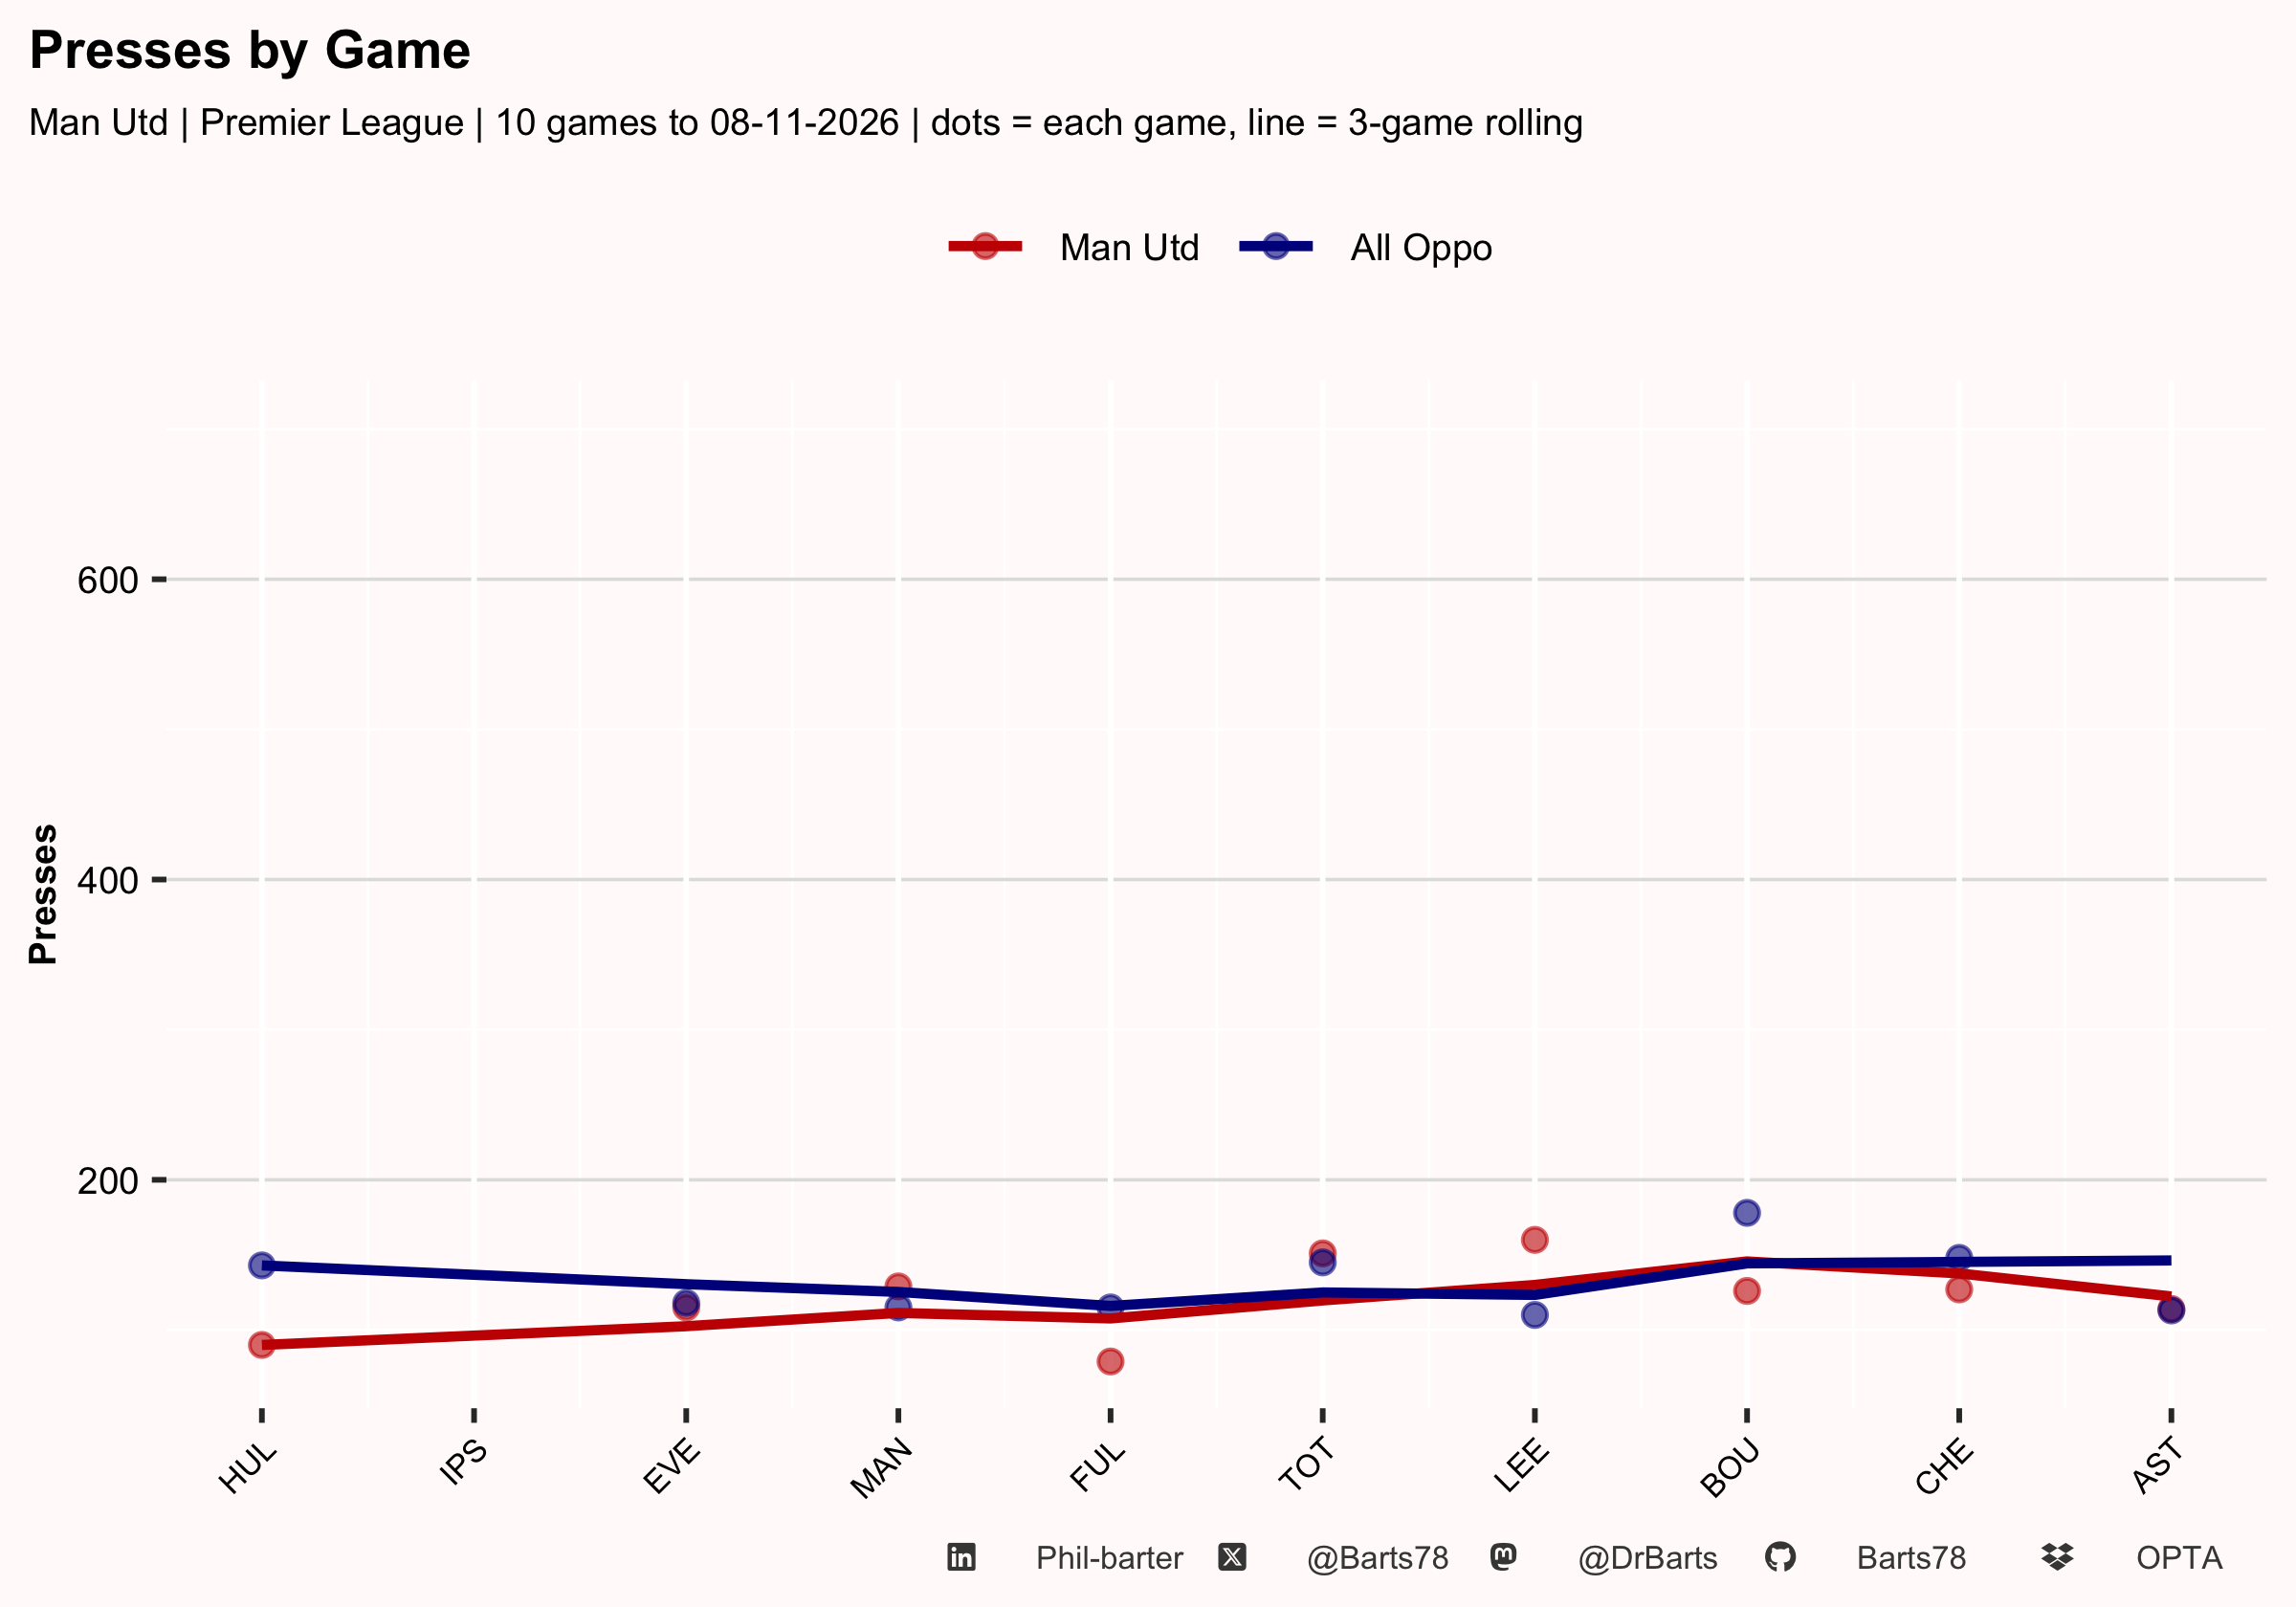 Presses by Game
Man Utd | Premier League | 10 games to 08-11-2026 | dots = each game, line = 3-game rolling
Man Utd All Oppo
Presses
600
400
200
HUL IPS EVE MAN FUL TOT LEE BOU CHE AST
Phil-barter @Barts78 @DrBarts Barts78 OPTA